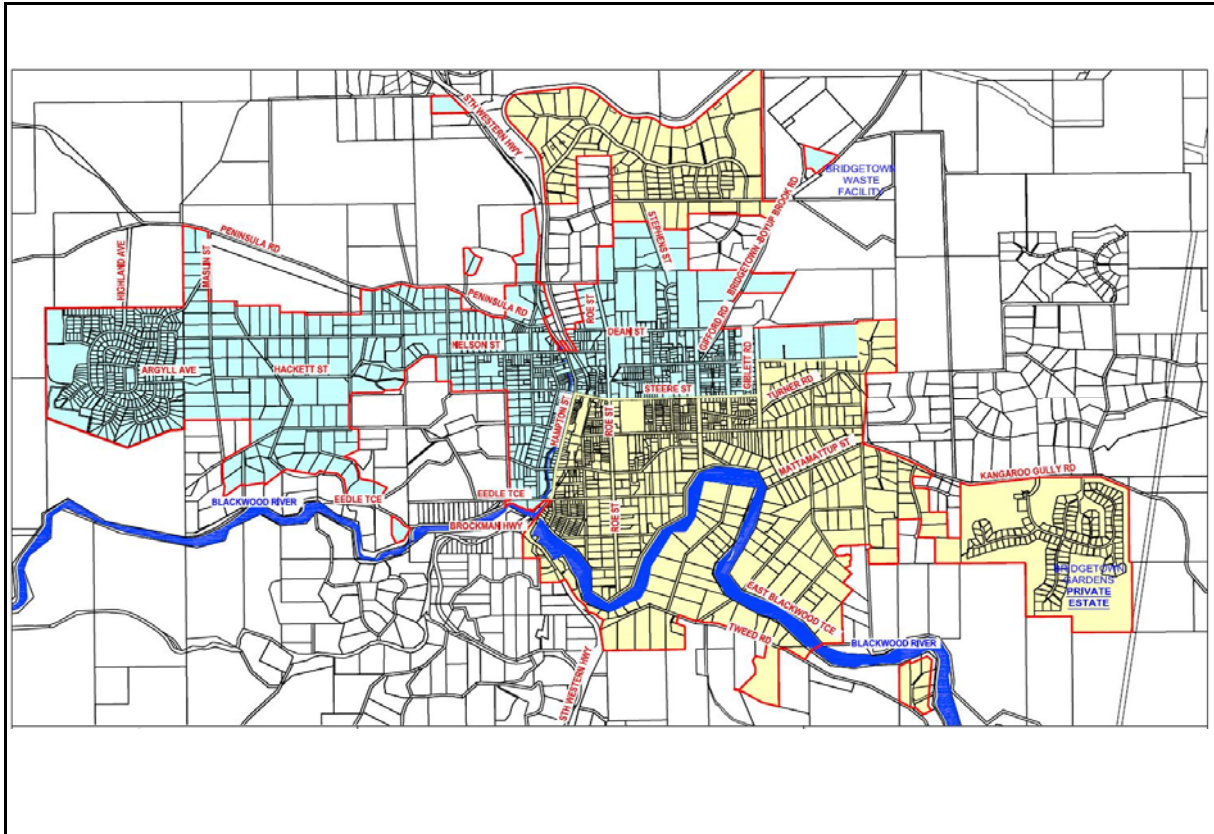 STH WESTERN HWY
BRIDGETOWN
WASTE
FACILITY
BRIDGETOWN -BOYUP BROOK RD
STEPHENS ST
PENINSULA RD
HIGHLAND AVE
MASLIN ST
PENINSULA RD
ROE ST
DEAN ST
GIFFORD RD
NELSON ST
GIBLETT RD
ARGYLL AVE
HACKETT ST
STEERE ST
TURNER RD
HAMPTON ST
ROE ST
MATTAMATTUP ST
KANGAROO GULLY RD
BLACKWOOD RIVER
EEDLE TCE
EEDLE TCE
BROCKMAN HWY
ROE ST
BRIDGETOWN
GARDENS
PRIVATE
ESTATE
EAST BLACKWOOD TCE
TWEED RD
BLACKWOOD RIVER
STH WESTERN HWY